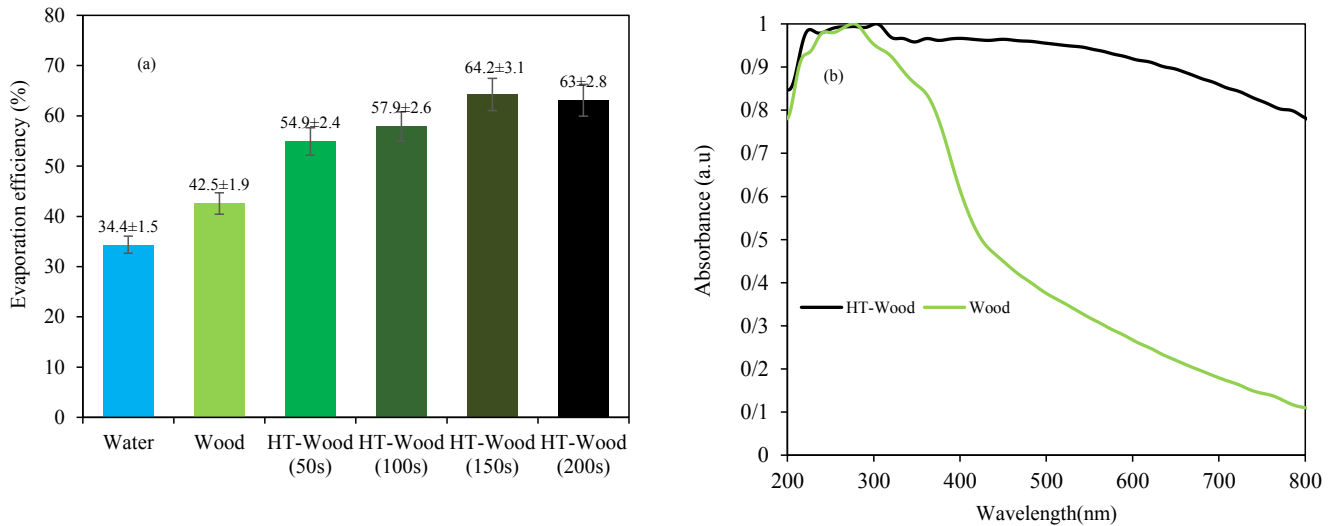 80
70
60
50
40
30
20
10
0
Evaporation efficiency (%)
(a)
34.4±1.5
42.5±1.9
54.9±2.4
57.9±2.6
64.2±3.1
63±2.8
Water
Wood
HT-Wood
(50s)
HT-Wood
(100s)
HT-Wood
(150s)
HT-Wood
(200s)
1
0/9
0/8
0/7
0/6
0/5
0/4
0/3
0/2
0/1
0
Absorbance (a.u)
(b)
HT-Wood
Wood
200
300
400
500
600
700
800
Wavelength(nm)